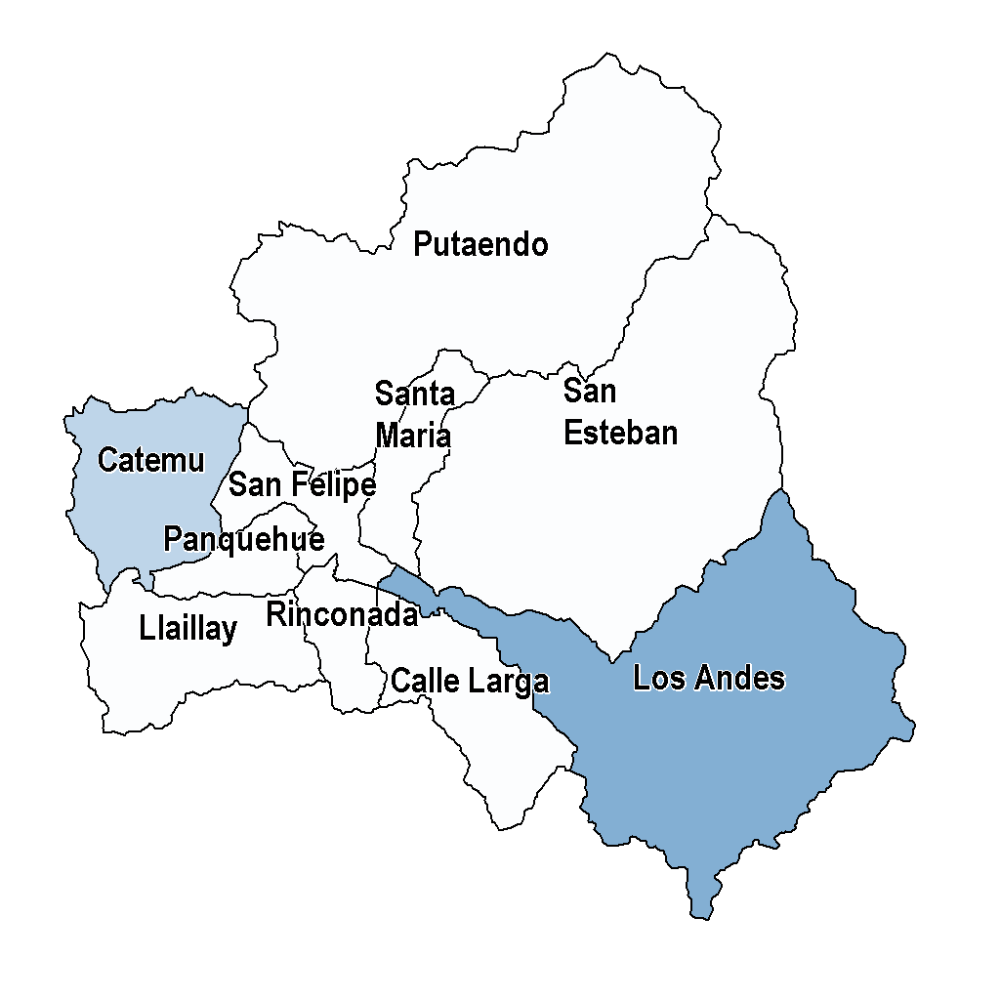 Putaendo
Santa
Maria
San
Esteban
Catemu
San Felipe
Panquehue
Llaillay
Rinconada
Calle Larga
Los Andes